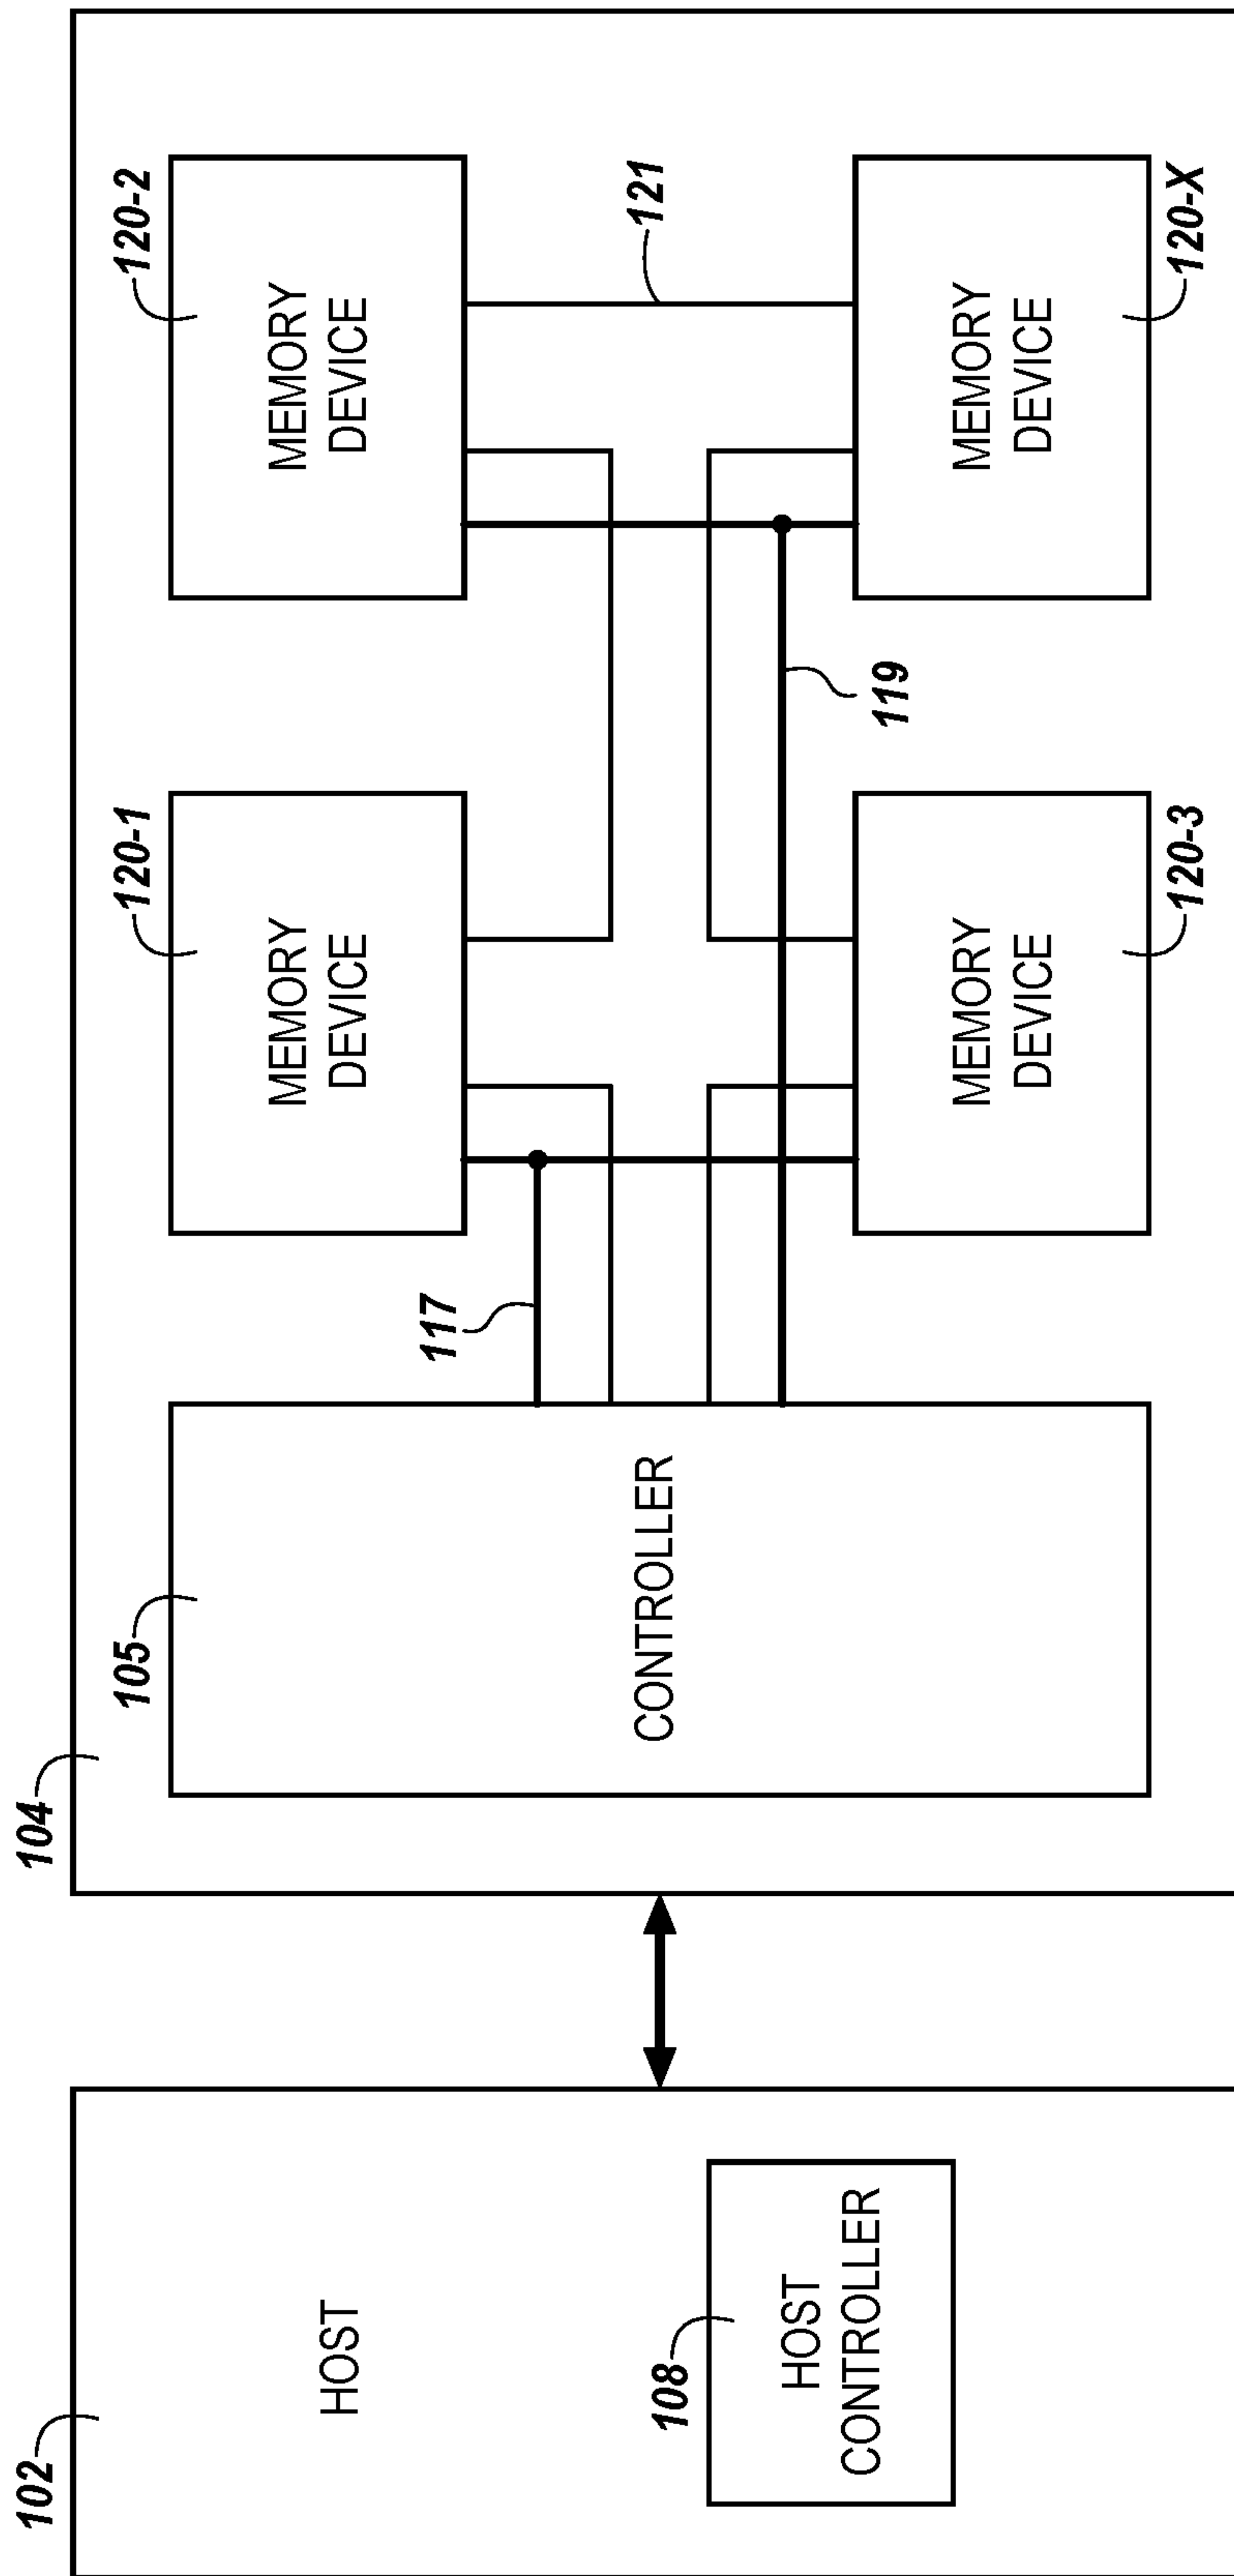 102
HOST
108
HOST
CONTROLLER
104
105
CONTROLLER
117
120-1
MEMORY
DEVICE
120-2
MEMORY
DEVICE
121
119
MEMORY
DEVICE
120-3
MEMORY
DEVICE
120-X